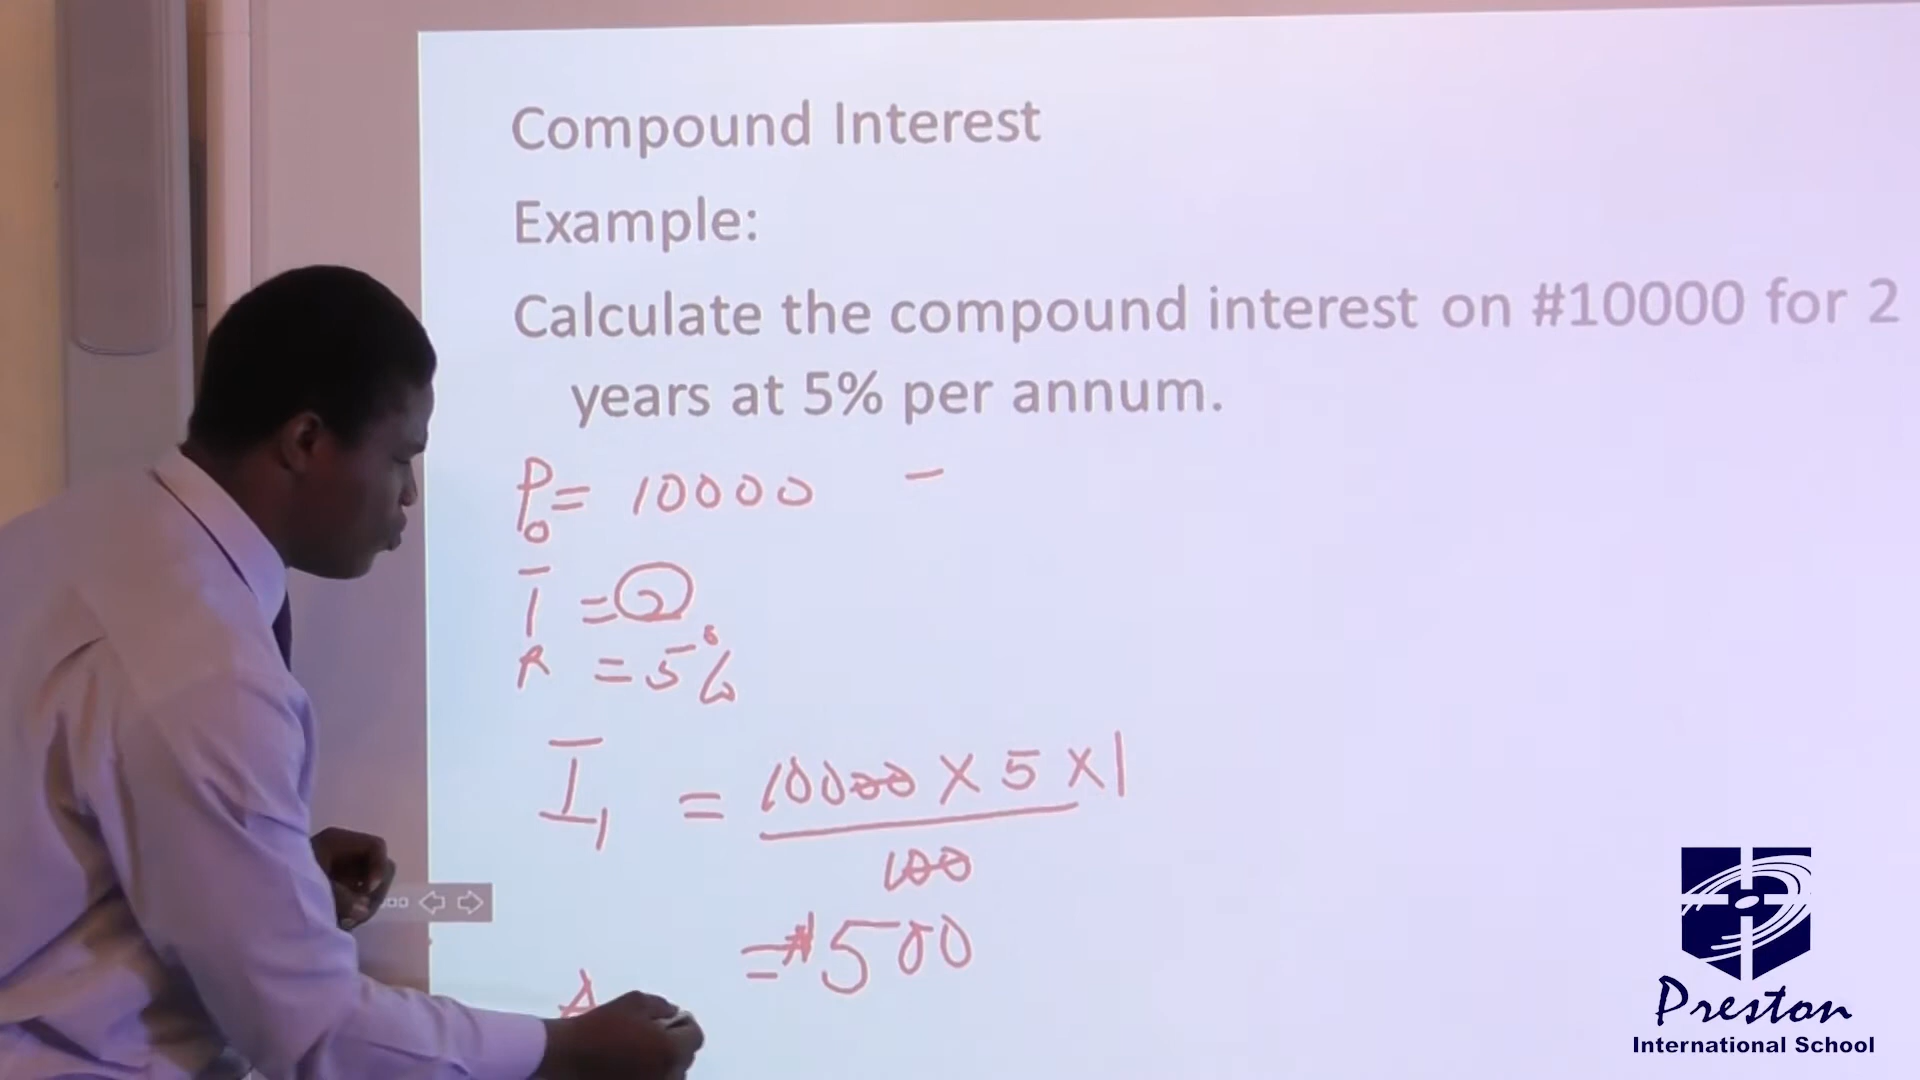 Compound Interest
Example:
Calculate the compound interest on #10000 for 2
years at 5% per annum.
P₀ = 10000 –
T = 2
R = 5%
I₁ = 10000 X 5 X 1
100
= #500
A
Preston
International School